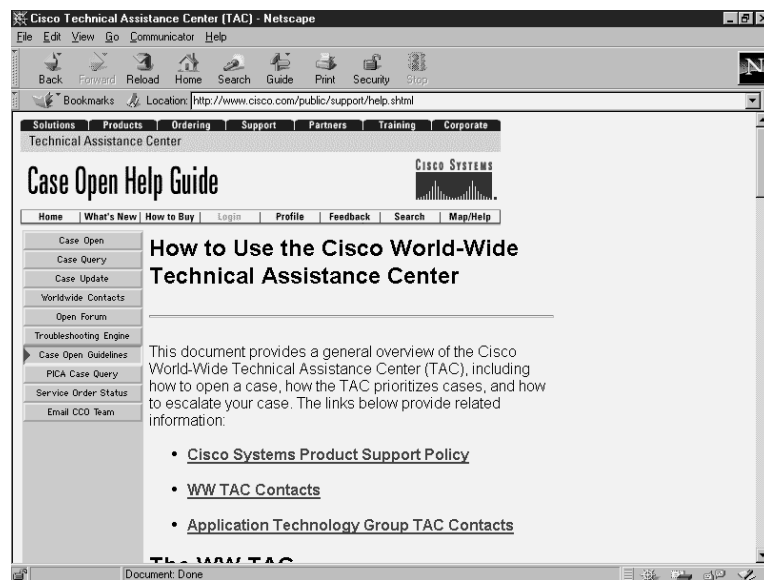 Cisco Technical Assistance Center (TAC) - Netscape
File Edit View Go Communicator Help
Back Forward Reload Home Search Guide Print Security Stop
N
Bookmarks Location: http://www.cisco.com/public/support/help.shtml
Solutions Products Ordering Support Partners Training Corporate
Technical Assistance Center
Case Open Help Guide
CISCO SYSTEMS
Home | What's New | How to Buy | Login | Profile | Feedback | Search | Map/Help
Case Open
Case Query
Case Update
Worldwide Contacts
Open Forum
Troubleshooting Engine
Case Open Guidelines
PICA Case Query
Service Order Status
Email CCO Team
How to Use the Cisco World-Wide
Technical Assistance Center
This document provides a general overview of the Cisco
World-Wide Technical Assistance Center (TAC), including
how to open a case, how the TAC prioritizes cases, and how
to escalate your case. The links below provide related
information:
• Cisco Systems Product Support Policy
• WW TAC Contacts
• Application Technology Group TAC Contacts
The WW TAC
Document: Done